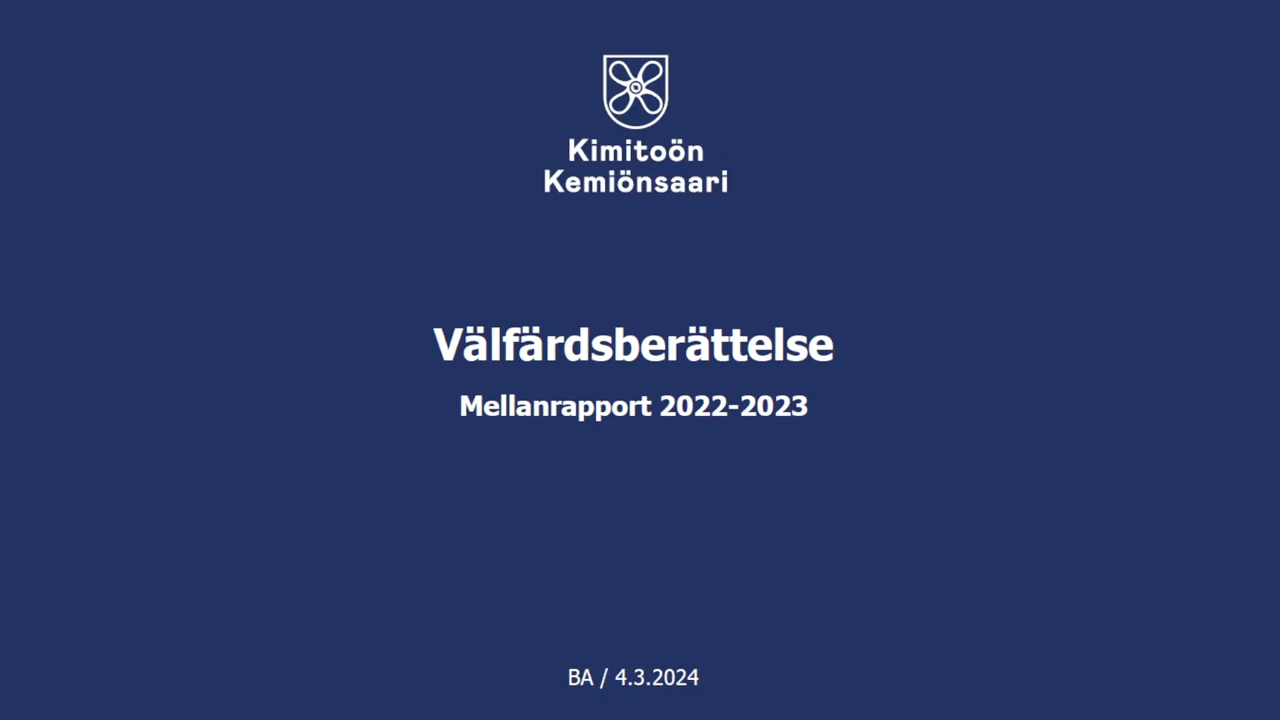 Kimitoön
Kemiönsaari
Välfärdsberättelse
Mellanrapport 2022-2023
BA / 4.3.2024